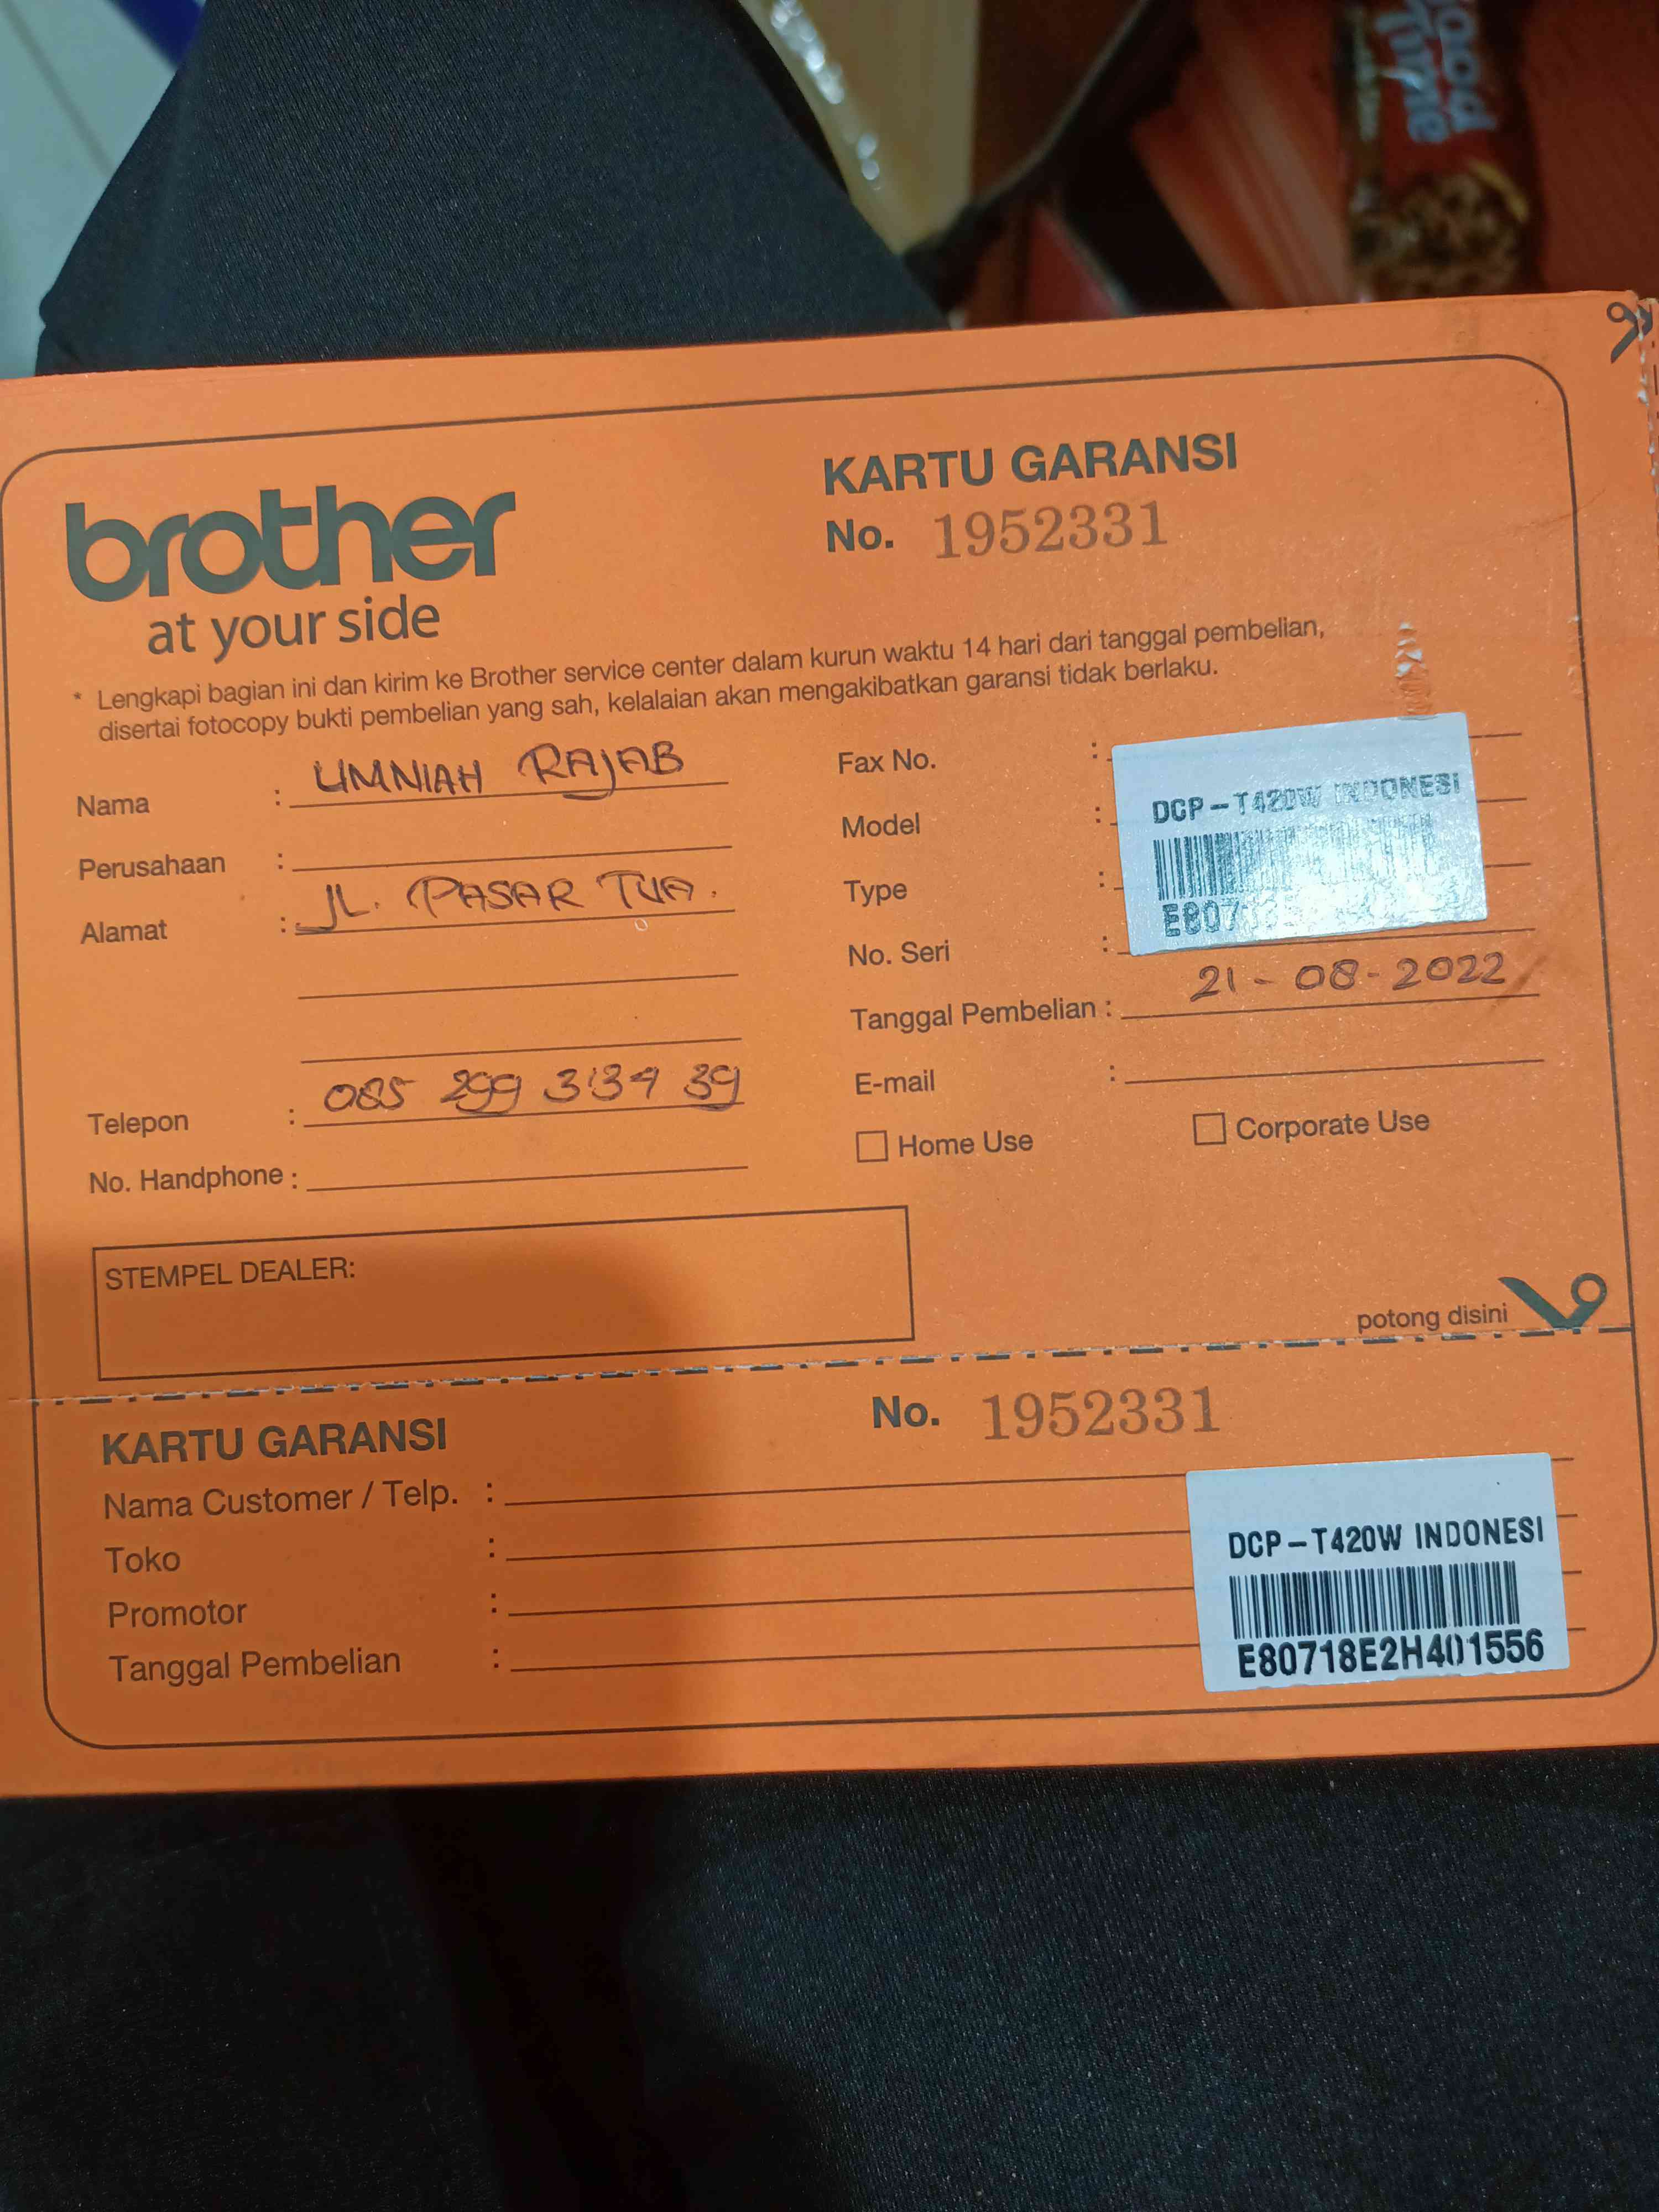 Good
Time
brother
at your side
KARTU GARANSI
No. 1952331
* Lengkapi bagian ini dan kirim ke Brother service center dalam kurun waktu 14 hari dari tanggal pembelian,
disertai fotocopy bukti pembelian yang sah, kelalaian akan mengakibatkan garansi tidak berlaku.
Nama : UMNIAH RAJAB
Perusahaan :
Alamat : JL. PASAR TUA.
Telepon : 085 299 334 39
No. Handphone :
Fax No. :
Model :
Type :
No. Seri :
DCP-T420W INDONESI
Tanggal Pembelian : 21-08-2022
E-mail :
Home Use
Corporate Use
STEMPEL DEALER:
potong disini
KARTU GARANSI
No. 1952331
Nama Customer / Telp. :
Toko :
Promotor :
Tanggal Pembelian :
DCP-T420W INDONESI
E80718E2H401556